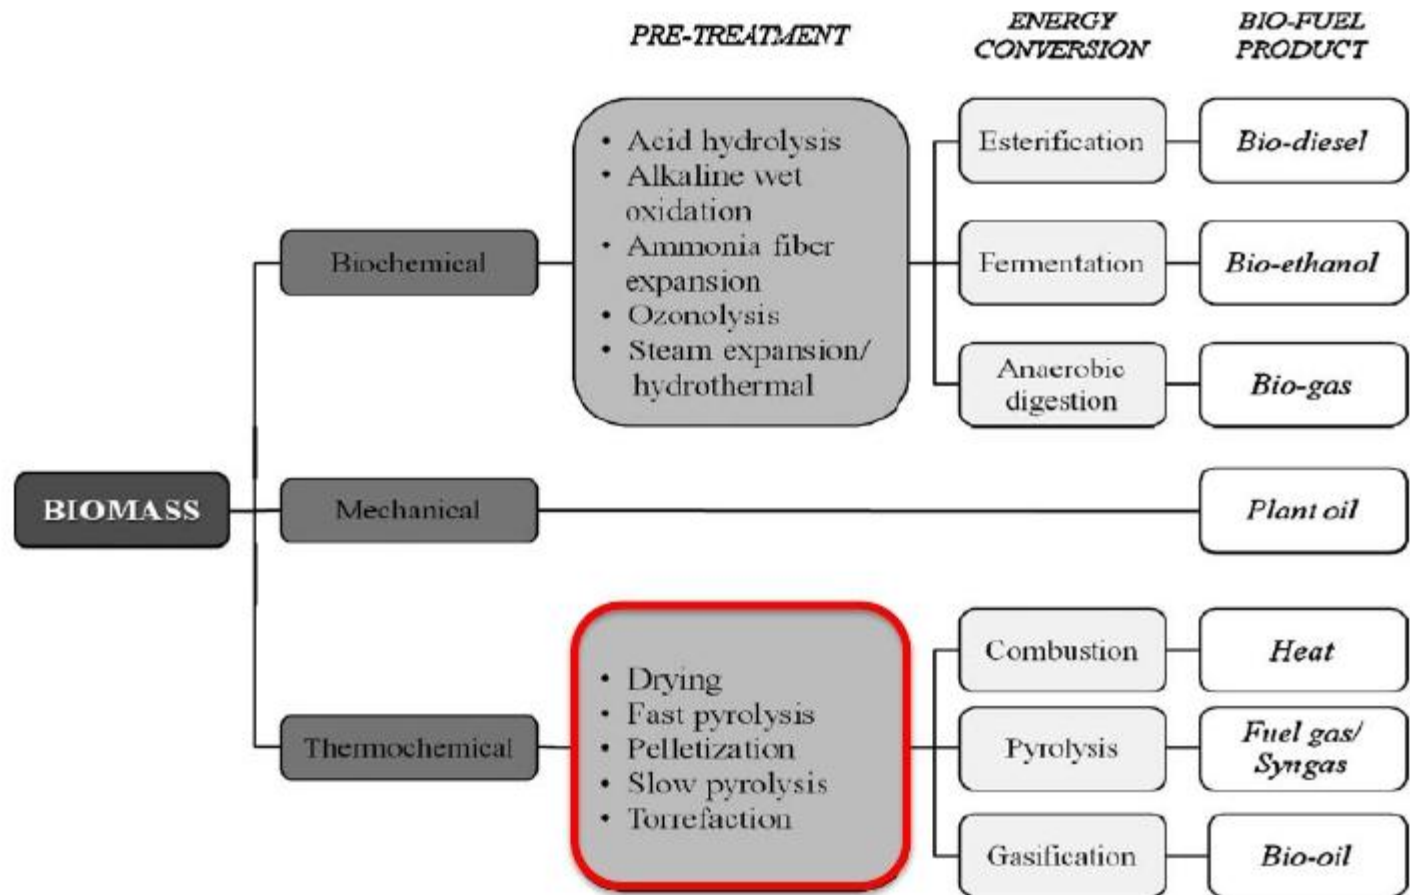 PRE-TREATMENT
ENERGY
CONVERSION
BIO-FUEL
PRODUCT
BIOMASS
Biochemical
• Acid hydrolysis
• Alkaline wet
oxidation
• Ammonia fiber
expansion
• Ozonolysis
• Steam expansion/
hydrothermal
Esterification
Bio-diesel
Fermentation
Bio-ethanol
Anaerobic
digestion
Bio-gas
Mechanical
Plant oil
Thermochemical
• Drying
• Fast pyrolysis
• Pelletization
• Slow pyrolysis
• Torrefaction
Combustion
Heat
Pyrolysis
Fuel gas/
Syngas
Gasification
Bio-oil